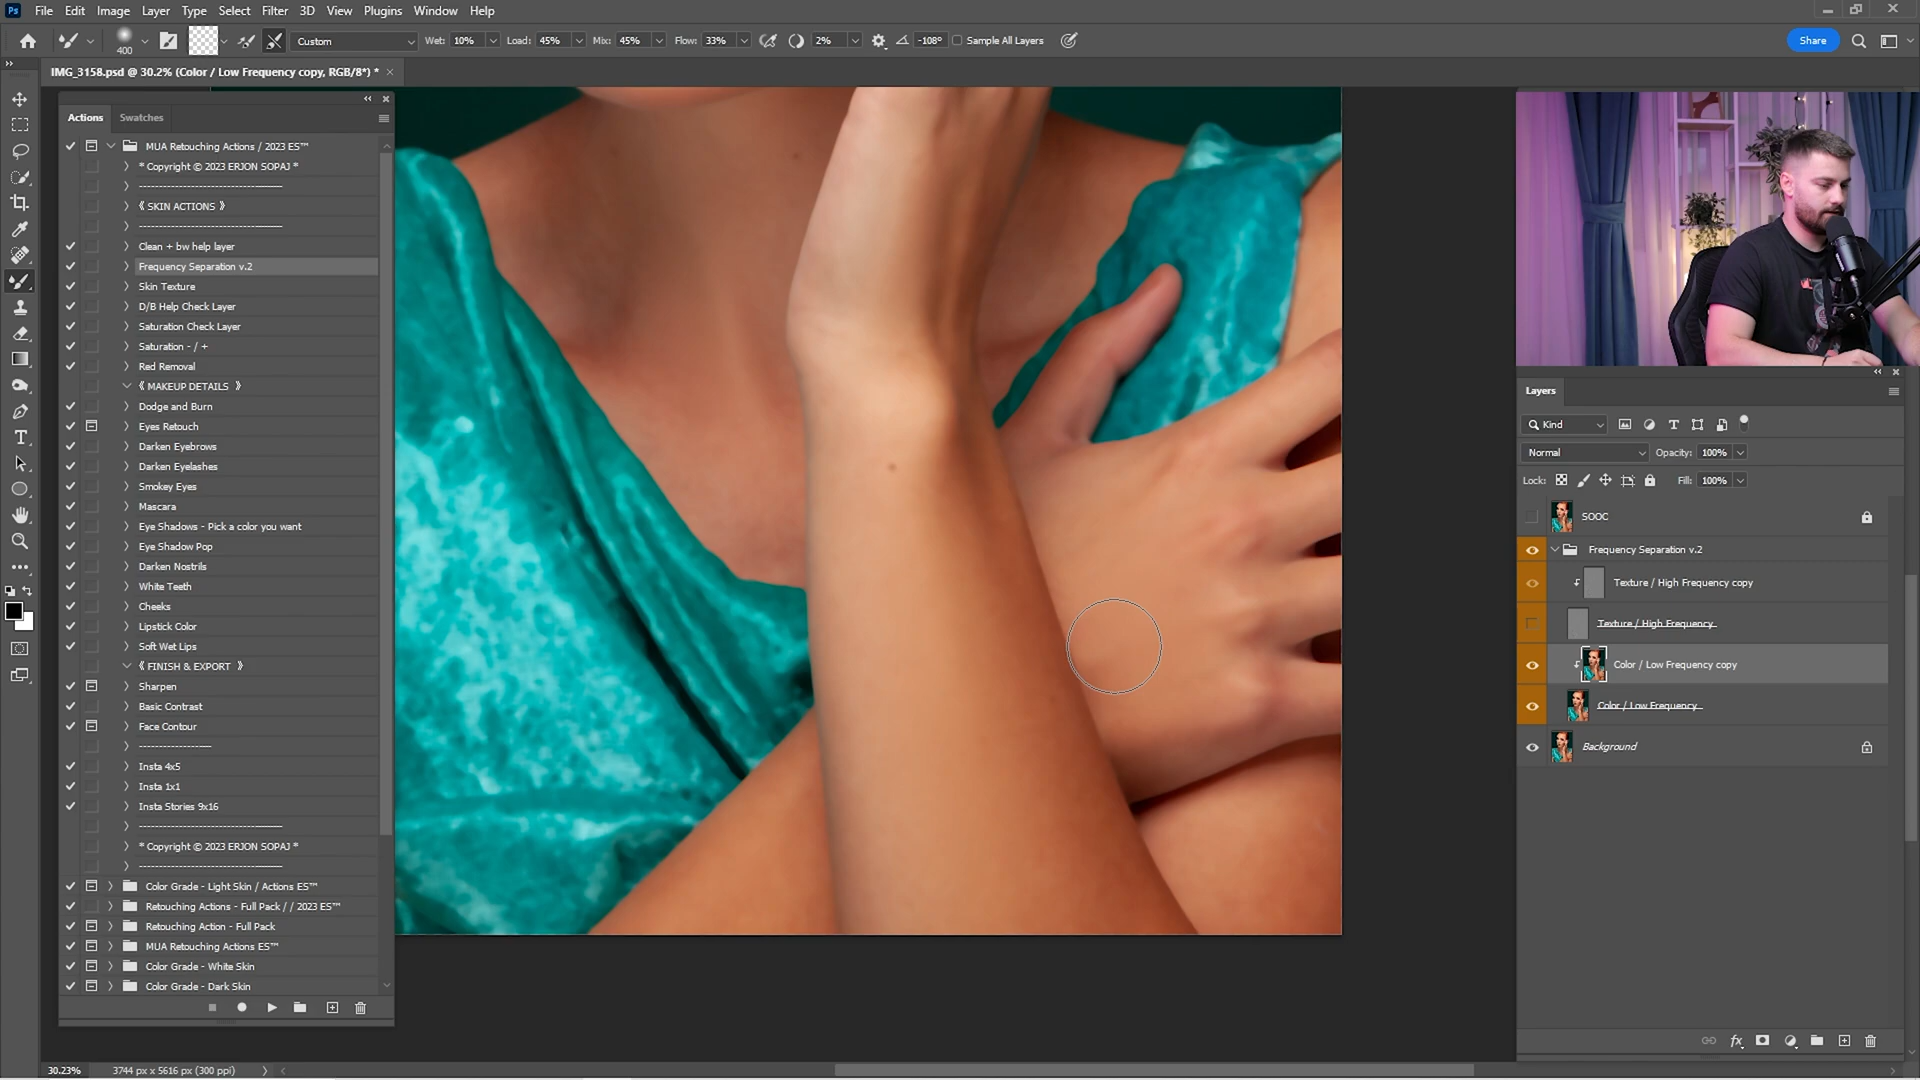 Ps File Edit Image Layer Type Select Filter 3D View Plugins Window Help
400 Custom Wet: 10% Load: 45% Mix: 45% Flow: 33% 2% -108° Sample All Layers Share
IMG_3158.psd @ 30.2% (Color / Low Frequency copy, RGB/8*) *
Actions Swatches
MUA Retouching Actions / 2023 ES™
* Copyright © 2023 ERJON SOPAJ *
------------------------------------
《 SKIN ACTIONS 》
------------------------------------
Clean + bw help layer
Frequency Separation v.2
Skin Texture
D/B Help Check Layer
Saturation Check Layer
Saturation - / +
Red Removal
《 MAKEUP DETAILS 》
Dodge and Burn
Eyes Retouch
Darken Eyebrows
Darken Eyelashes
Smokey Eyes
Mascara
Eye Shadows - Pick a color you want
Eye Shadow Pop
Darken Nostrils
White Teeth
Cheeks
Lipstick Color
Soft Wet Lips
《 FINISH & EXPORT 》
Sharpen
Basic Contrast
Face Contour
------------------
Insta 4x5
Insta 1x1
Insta Stories 9x16
------------------------------------
* Copyright © 2023 ERJON SOPAJ *
------------------------------------
Color Grade - Light Skin / Actions ES™
Retouching Actions - Full Pack / / 2023 ES™
Retouching Action - Full Pack
MUA Retouching Actions ES™
Color Grade - White Skin
Color Grade - Dark Skin
Layers
Kind
Normal Opacity: 100%
Lock: Fill: 100%
SOOC
Frequency Separation v.2
Texture / High Frequency copy
Texture / High Frequency
Color / Low Frequency copy
Color / Low Frequency
Background
fx
30.23% 3744 px x 5616 px (300 ppi)